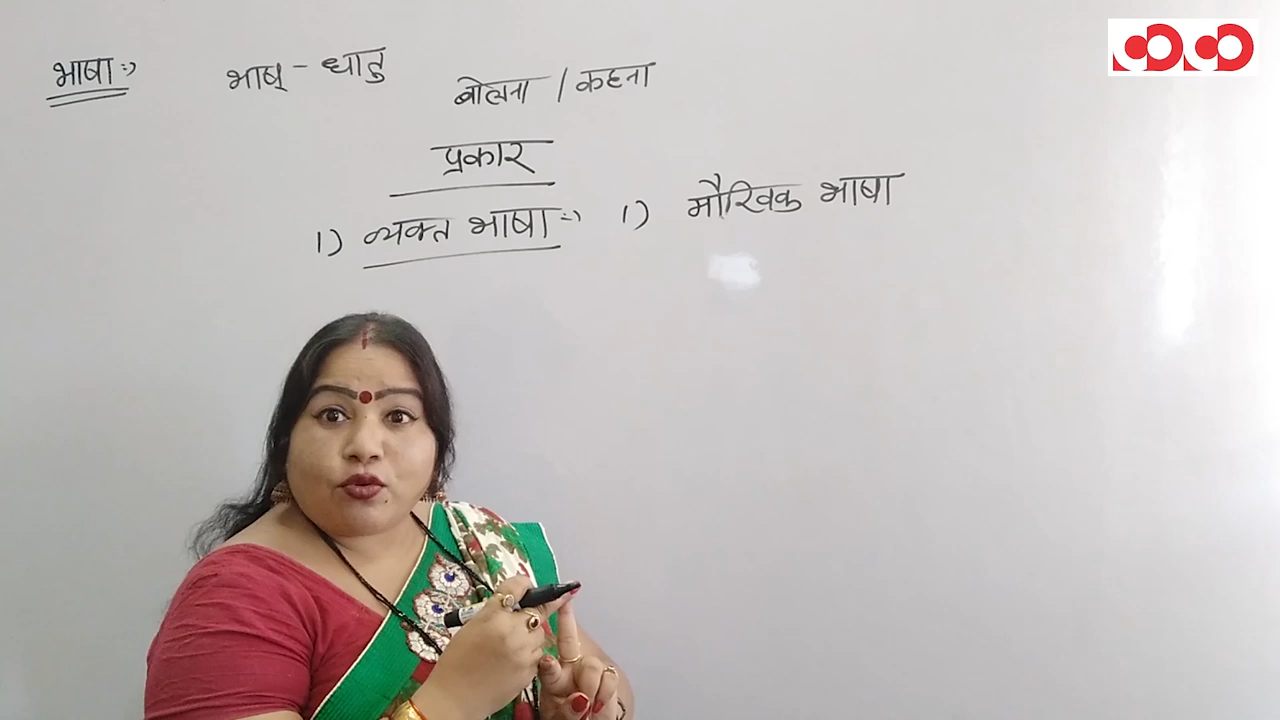 भाषाः→ भाष् - धातु बोलना / कहना
प्रकार
1) व्यक्त भाषाः→ 1) मौखिक भाषा